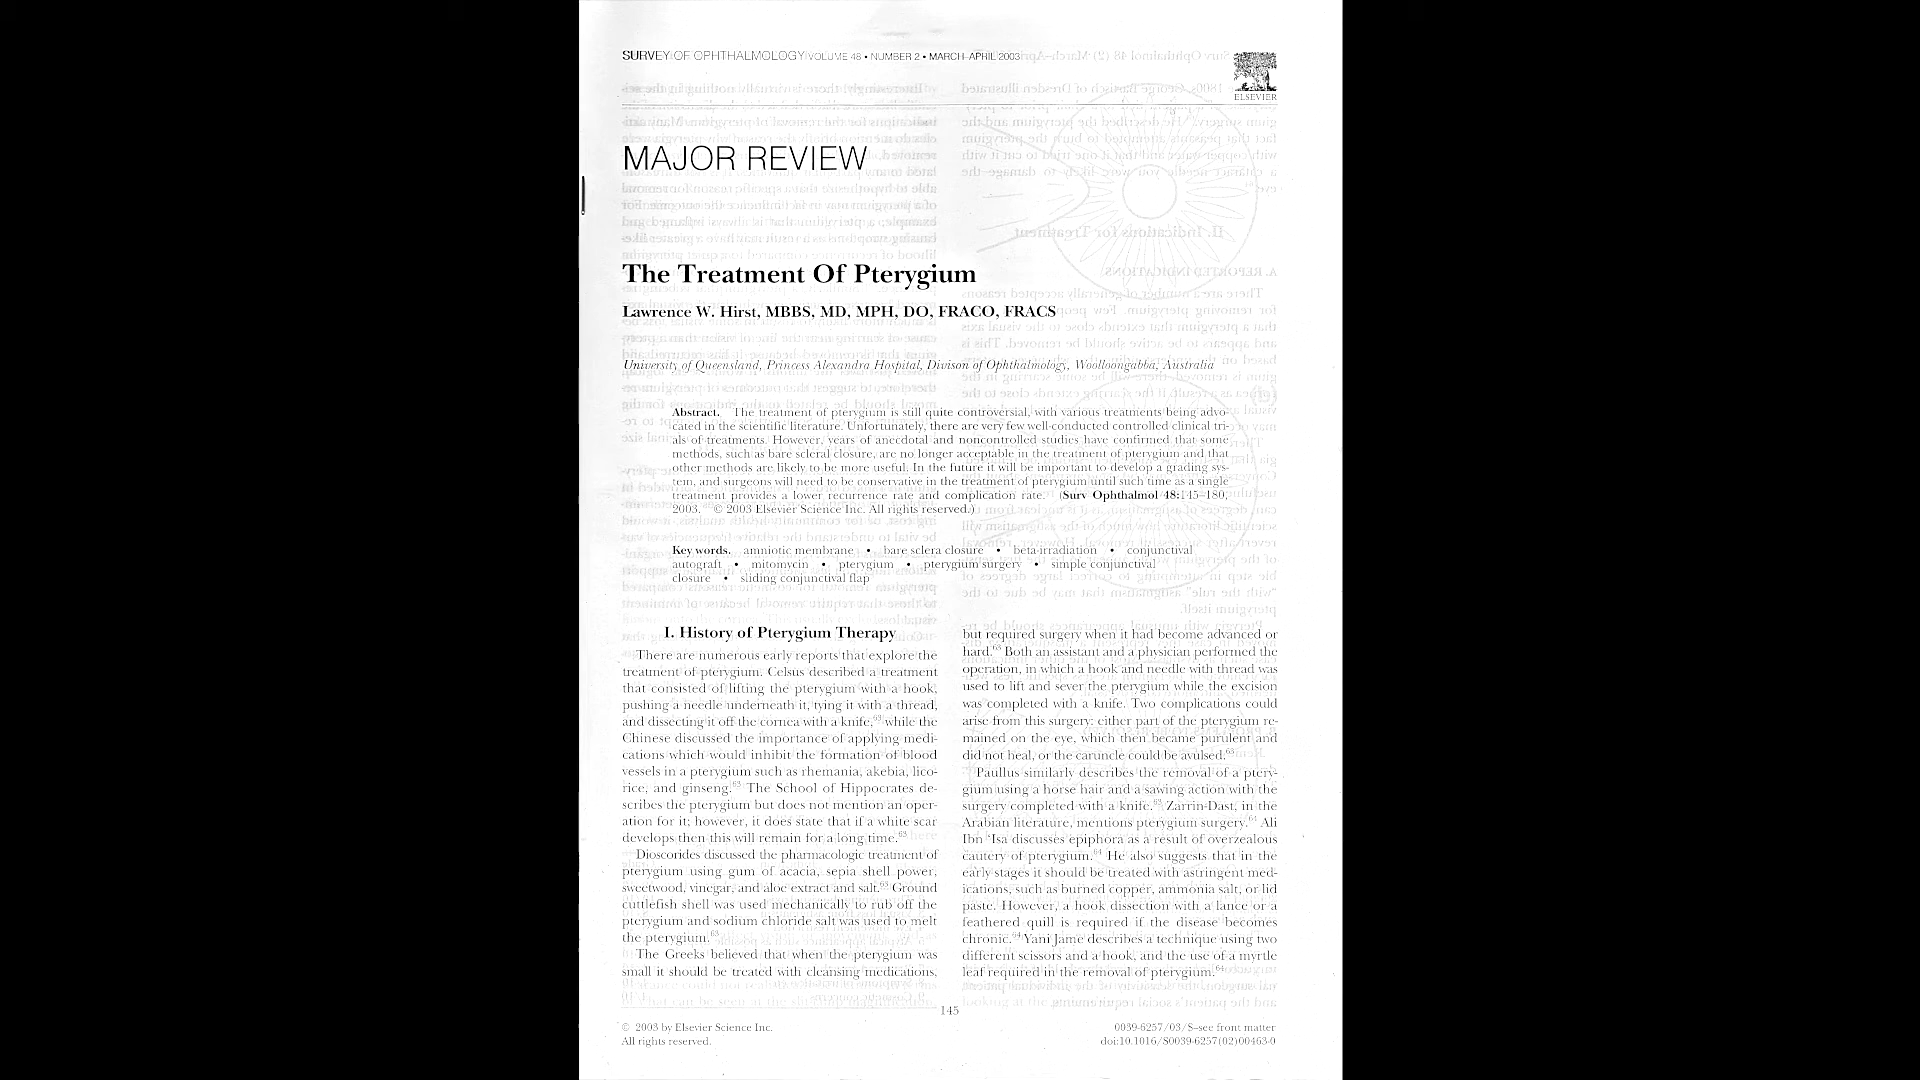 SURVEY OF OPHTHALMOLOGY VOLUME 48 • NUMBER 2 • MARCH–APRIL 2003
ELSEVIER
MAJOR REVIEW
The Treatment Of Pterygium
Lawrence W. Hirst, MBBS, MD, MPH, DO, FRACO, FRACS
University of Queensland, Princess Alexandra Hospital, Divison of Ophthalmology, Woolloongabba, Australia
Abstract. The treatment of pterygium is still quite controversial, with various treatments being advo-
cated in the scientific literature. Unfortunately, there are very few well-conducted controlled clinical tri-
als of treatments. However, years of anecdotal and noncontrolled studies have confirmed that some
methods, such as bare scleral closure, are no longer acceptable in the treatment of pterygium and that
other methods are likely to be more useful. In the future it will be important to develop a grading sys-
tem, and surgeons will need to be conservative in the treatment of pterygium until such time as a single
treatment provides a lower recurrence rate and complication rate. (Surv Ophthalmol 48:145–180,
2003. © 2003 Elsevier Science Inc. All rights reserved.)
Key words. amniotic membrane • bare sclera closure • beta-irradiation • conjunctival
autograft • mitomycin • pterygium • pterygium surgery • simple conjunctival
closure • sliding conjunctival flap
I. History of Pterygium Therapy
There are numerous early reports that explore the
treatment of pterygium. Celsus described a treatment
that consisted of lifting the pterygium with a hook,
pushing a needle underneath it, tying it with a thread,
and dissecting it off the cornea with a knife,63 while the
Chinese discussed the importance of applying medi-
cations which would inhibit the formation of blood
vessels in a pterygium such as rhemania, akebia, lico-
rice, and ginseng.63 The School of Hippocrates de-
scribes the pterygium but does not mention an oper-
ation for it; however, it does state that if a white scar
develops then this will remain for a long time.63
Dioscorides discussed the pharmacologic treatment of
pterygium using gum of acacia, sepia shell power,
sweetwood, vinegar, and aloe extract and salt.63 Ground
cuttlefish shell was used mechanically to rub off the
pterygium and sodium chloride salt was used to melt
the pterygium.63
The Greeks believed that when the pterygium was
small it should be treated with cleansing medications,
but required surgery when it had become advanced or
hard.63 Both an assistant and a physician performed the
operation, in which a hook and needle with thread was
used to lift and sever the pterygium while the excision
was completed with a knife. Two complications could
arise from this surgery: either part of the pterygium re-
mained on the eye, which then became purulent and
did not heal, or the caruncle could be avulsed.63
Paullus similarly describes the removal of a ptery-
gium using a horse hair and a sawing action with the
surgery completed with a knife.63 Zarrin-Dast, in the
Arabian literature, mentions pterygium surgery.64 Ali
Ibn 'Isa discusses epiphora as a result of overzealous
cautery of pterygium.64 He also suggests that in the
early stages it should be treated with astringent med-
ications, such as burned copper, ammonia salt, or lid
paste. However, a hook dissection with a lance or a
feathered quill is required if the disease becomes
chronic.64 Yani Jame describes a technique using two
different scissors and a hook, and the use of a myrtle
leaf required in the removal of pterygium.64
145
© 2003 by Elsevier Science Inc.
All rights reserved.
0039-6257/03/$–see front matter
doi:10.1016/S0039-6257(02)00463-0